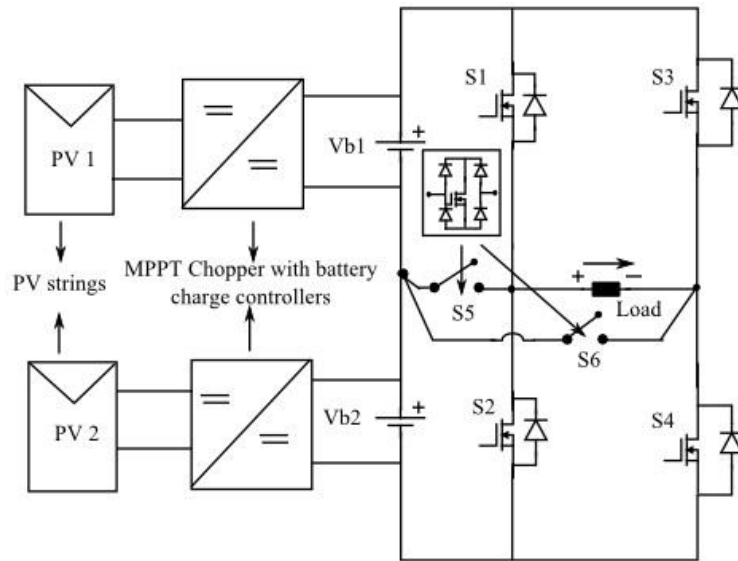 S1
S3
PV 1
Vb1
+
PV strings
MPPT Chopper with battery
charge controllers
+
−
Load
S5
S6
PV 2
Vb2
+
S2
S4